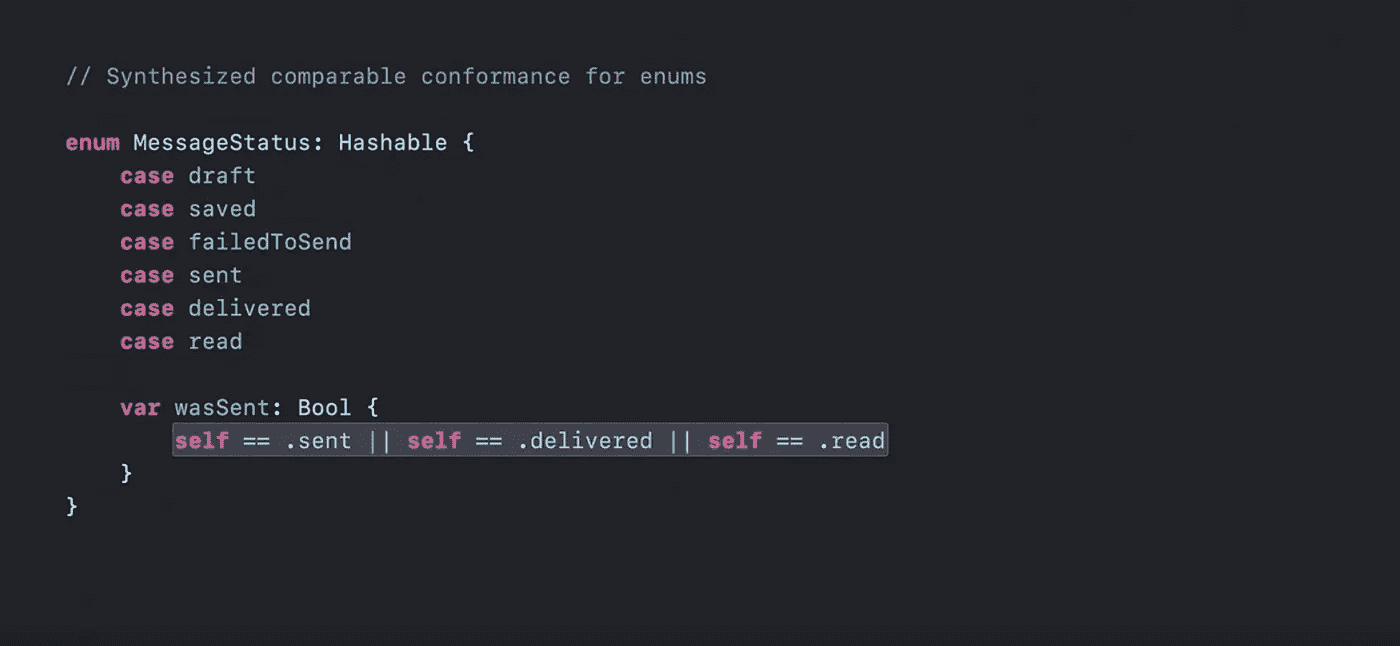 // Synthesized comparable conformance for enums
enum MessageStatus: Hashable {
case draft
case saved
case failedToSend
case sent
case delivered
case read
var wasSent: Bool {
self == .sent || self == .delivered || self == .read
}
}